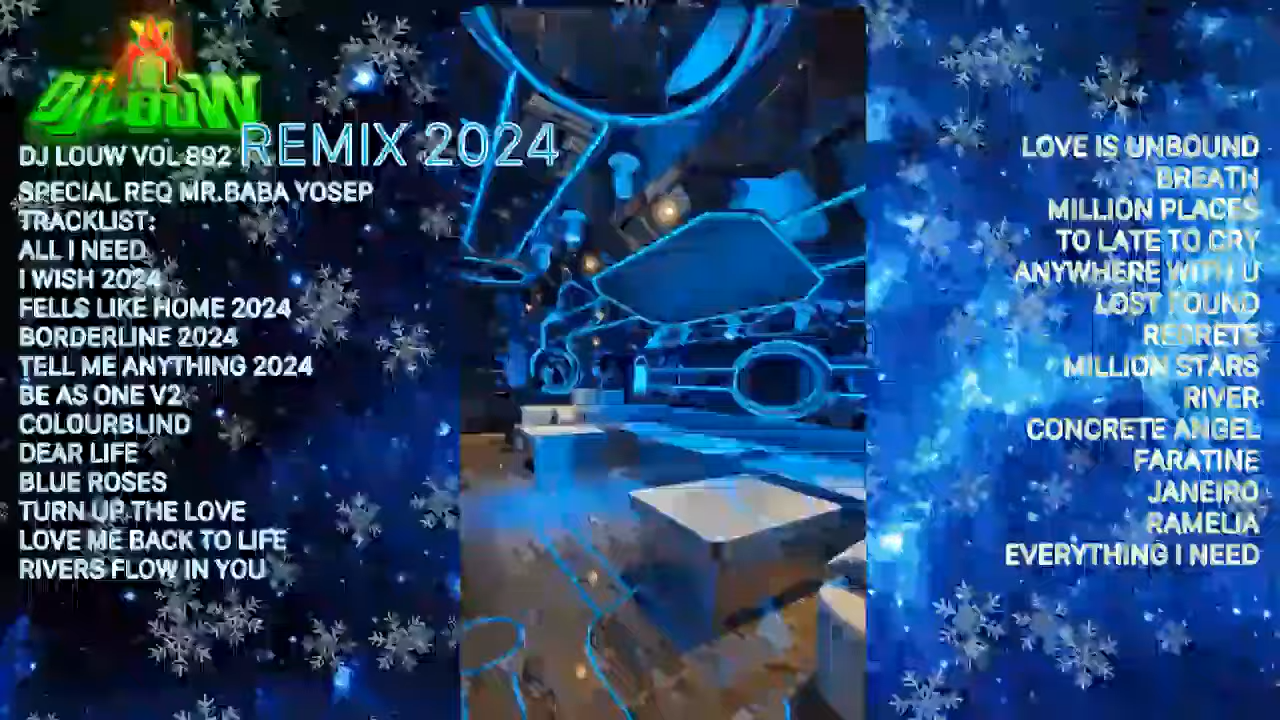 DJ LOUW
REMIX 2024
DJ LOUW VOL 892
SPECIAL REQ MR.BABA YOSEP
TRACKLIST:
ALL I NEED
I WISH 2024
FELLS LIKE HOME 2024
BORDERLINE 2024
TELL ME ANYTHING 2024
BE AS ONE V2
COLOURBLIND
DEAR LIFE
BLUE ROSES
TURN UP THE LOVE
LOVE ME BACK TO LIFE
RIVERS FLOW IN YOU
LOVE IS UNBOUND
BREATH
MILLION PLACES
TO LATE TO CRY
ANYWHERE WITH U
LOST FOUND
REGRETE
MILLION STARS
RIVER
CONCRETE ANGEL
FARATINE
JANEIRO
RAMELIA
EVERYTHING I NEED